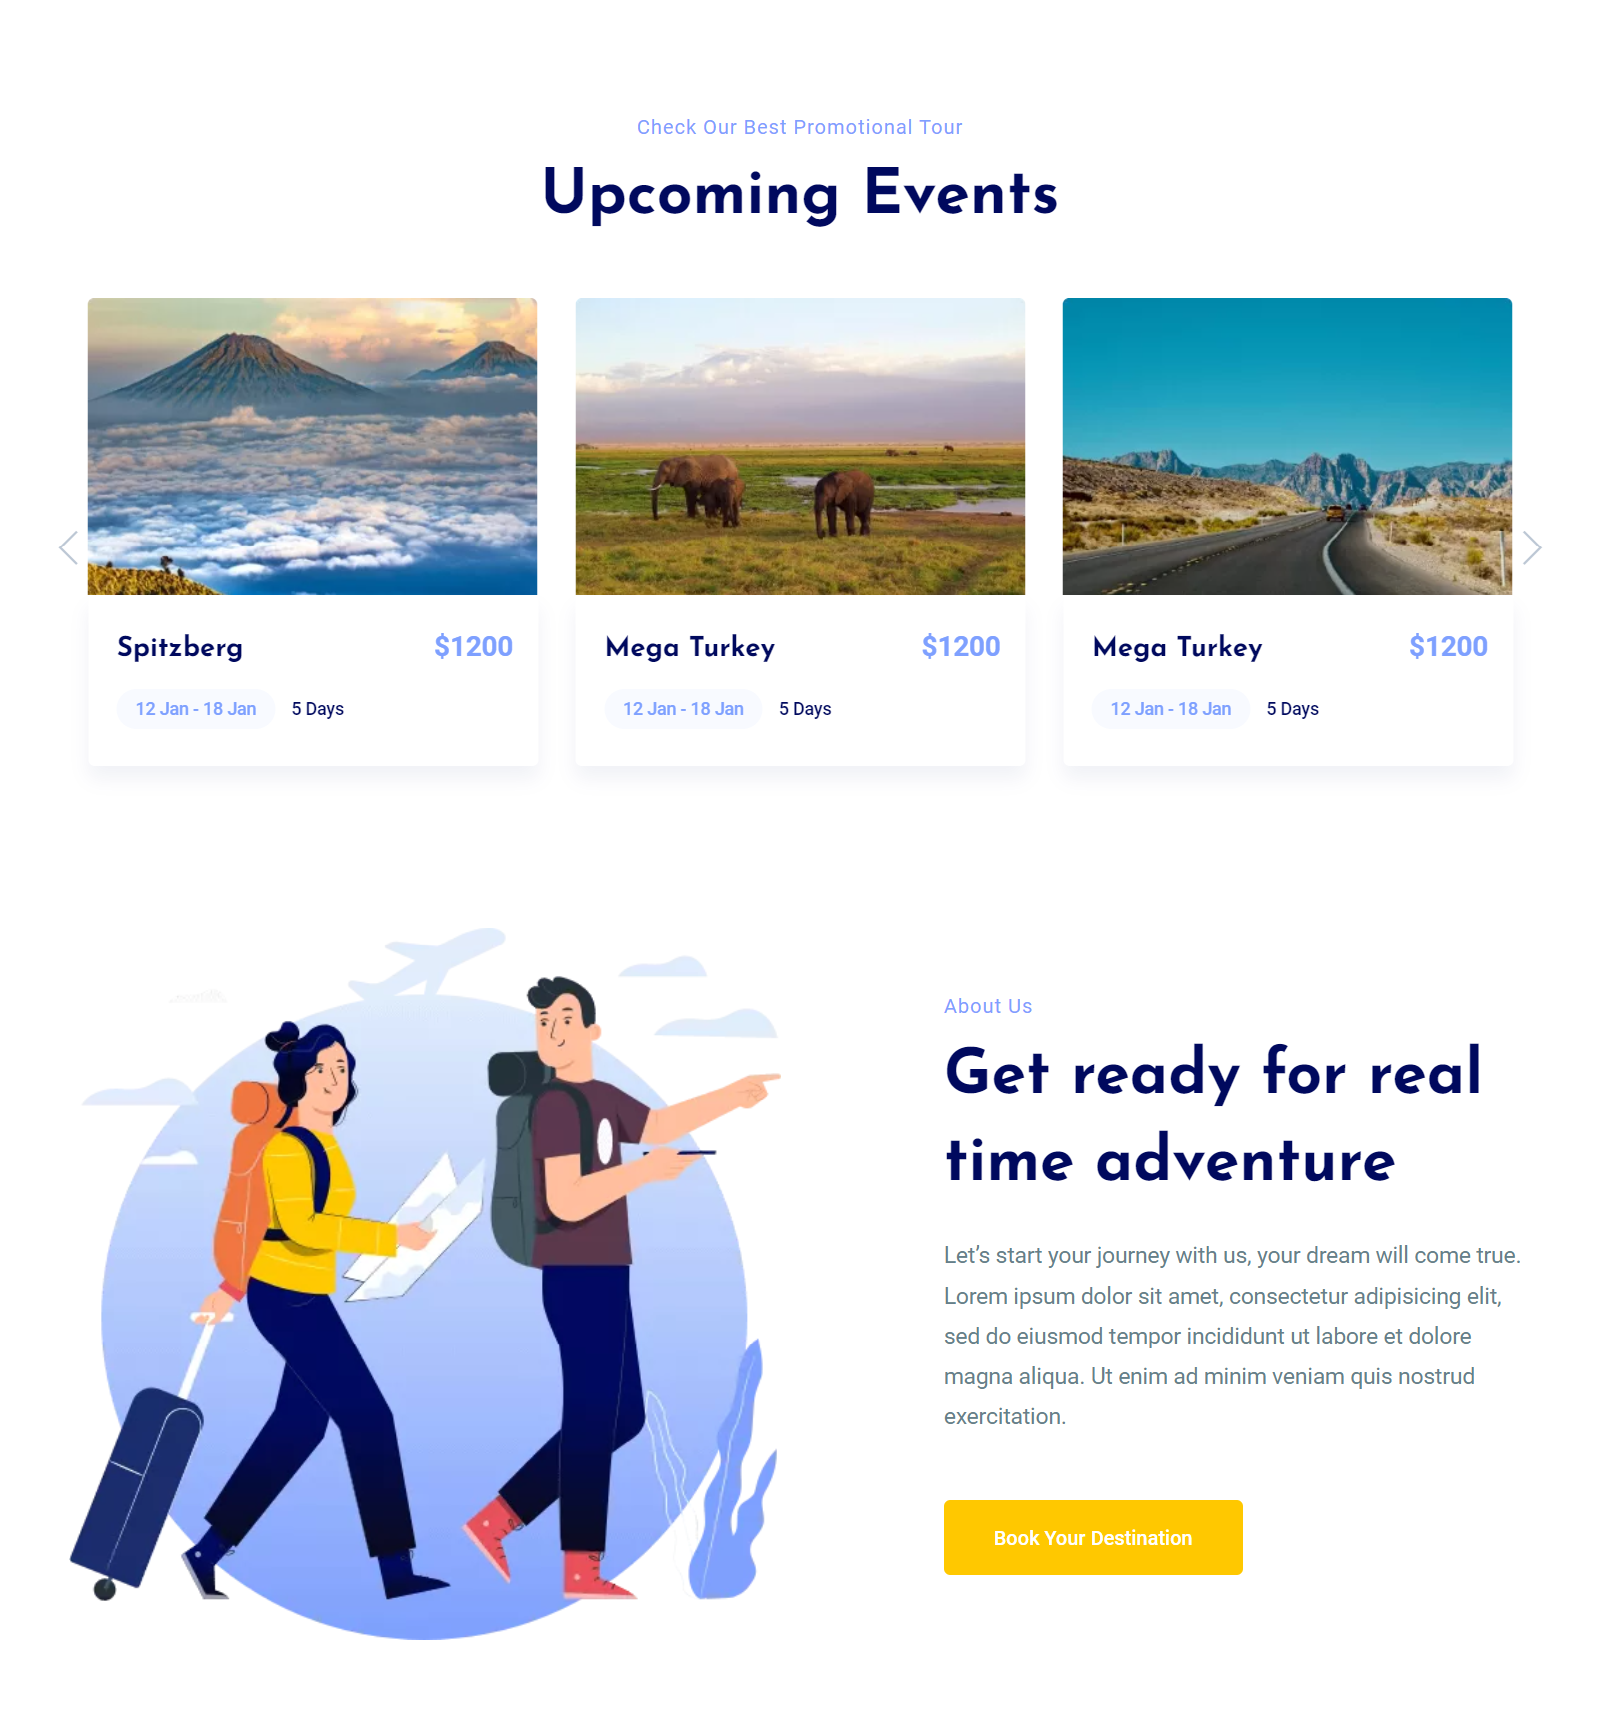 Check Our Best Promotional Tour
Upcoming Events
Spitzberg $1200
12 Jan - 18 Jan 5 Days
Mega Turkey $1200
12 Jan - 18 Jan 5 Days
Mega Turkey $1200
12 Jan - 18 Jan 5 Days
About Us
Get ready for real
time adventure
Let’s start your journey with us, your dream will come true.
Lorem ipsum dolor sit amet, consectetur adipisicing elit,
sed do eiusmod tempor incididunt ut labore et dolore
magna aliqua. Ut enim ad minim veniam quis nostrud
exercitation.
Book Your Destination